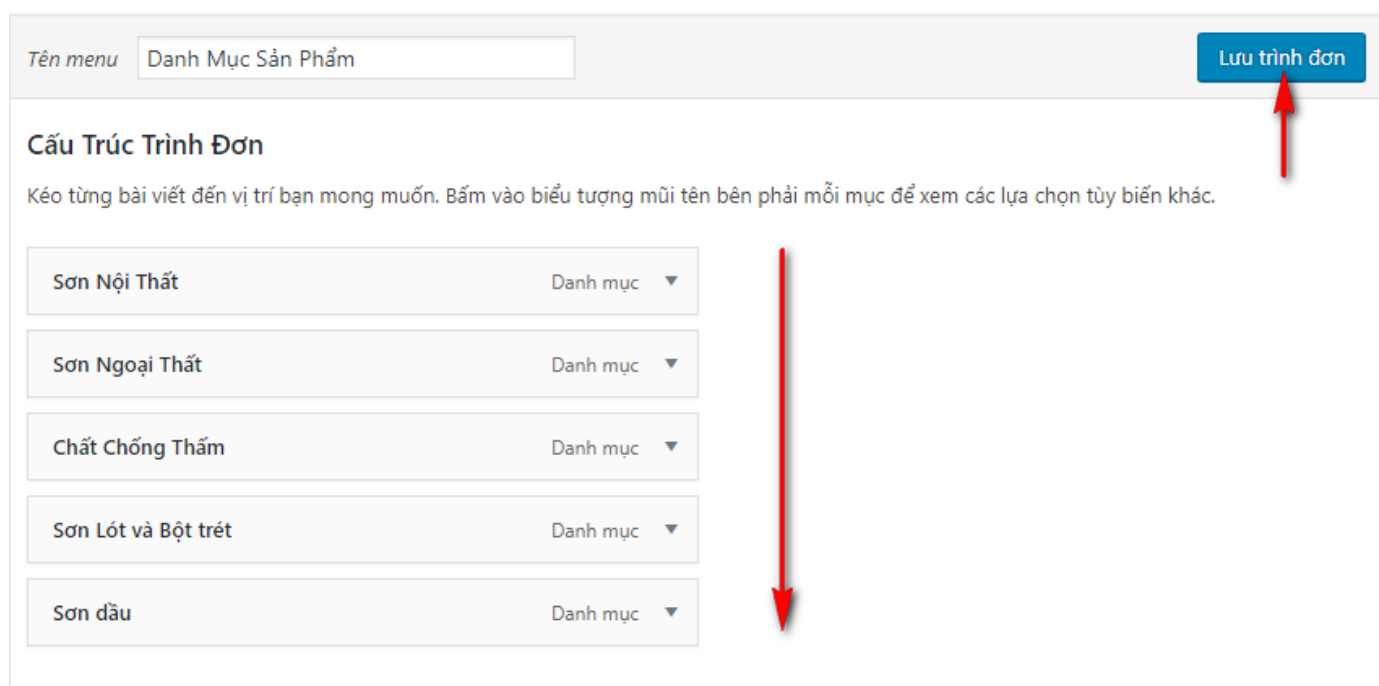 Tên menu Danh Mục Sản Phẩm Lưu trình đơn
Cấu Trúc Trình Đơn
Kéo từng bài viết đến vị trí bạn mong muốn. Bấm vào biểu tượng mũi tên bên phải mỗi mục để xem các lựa chọn tùy biến khác.
Sơn Nội Thất Danh mục
Sơn Ngoại Thất Danh mục
Chất Chống Thấm Danh mục
Sơn Lót và Bột trét Danh mục
Sơn dầu Danh mục